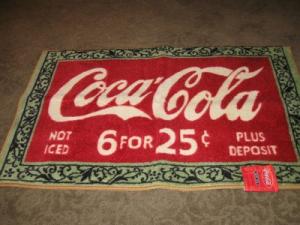 Coca-Cola
NOT ICED
6 FOR 25¢
PLUS DEPOSIT